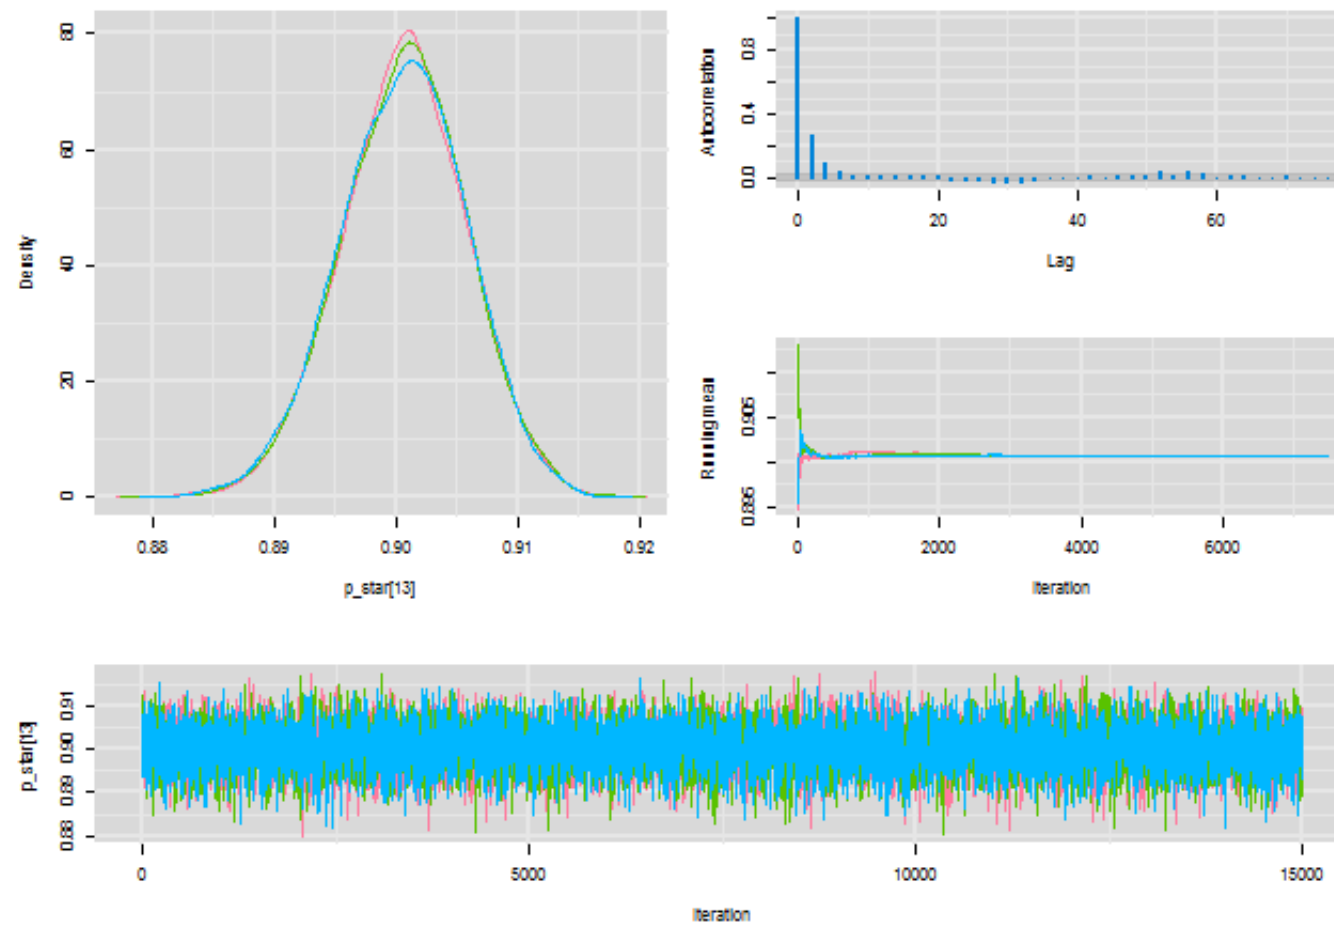 Density
80
60
40
20
0
0.88 0.89 0.90 0.91 0.92
p_star[13]
Autocorrelation
0.8
0.4
0.0
0 20 40 60
Lag
Running mean
0.905
0.895
0 2000 4000 6000
Iteration
p_star[13]
0.91
0.90
0.89
0.88
0 5000 10000 15000
Iteration